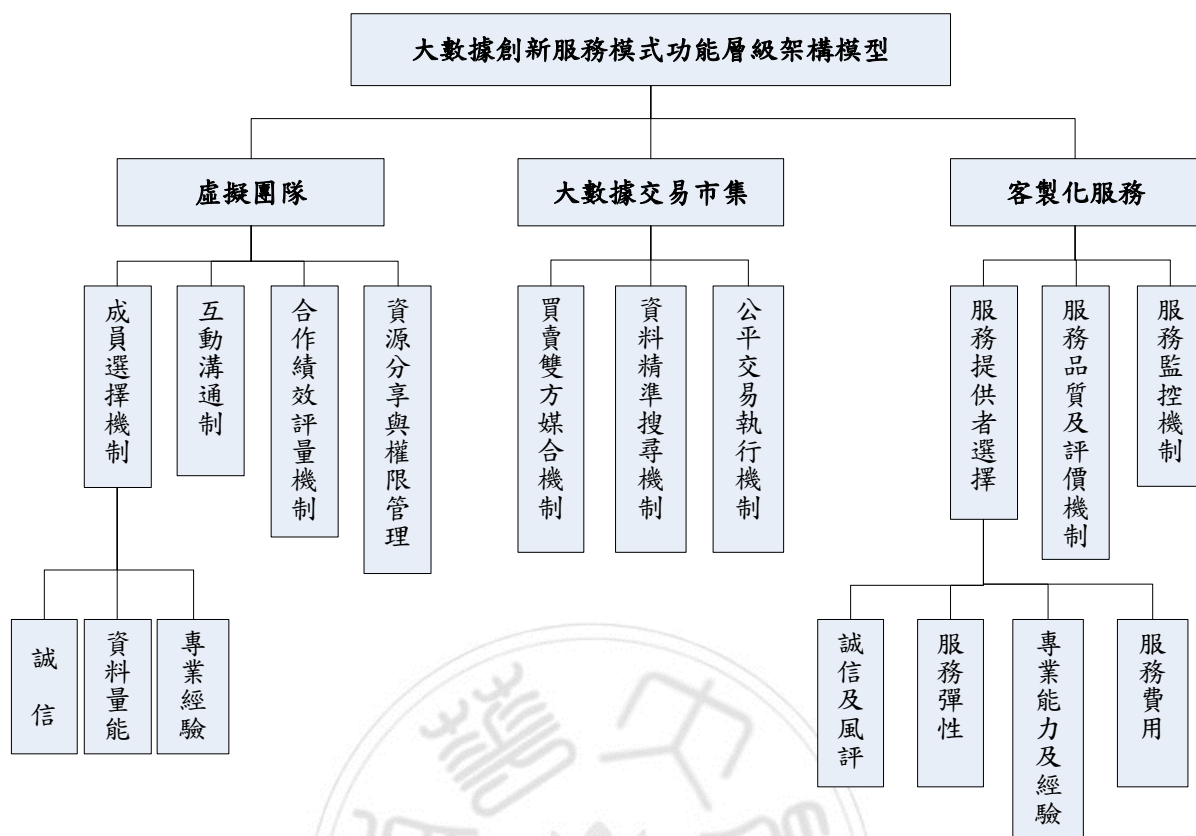 大數據創新服務模式功能層級架構模型
虛擬團隊
大數據交易市集
客製化服務
成員選擇機制
互動溝通制
合作績效評量機制
資源分享與權限管理
買賣雙方媒合機制
資料精準搜尋機制
公平交易執行機制
服務提供者選擇
服務品質及評價機制
服務監控機制
誠信
資料量能
專業經驗
誠信及風評
服務彈性
專業能力及經驗
服務費用